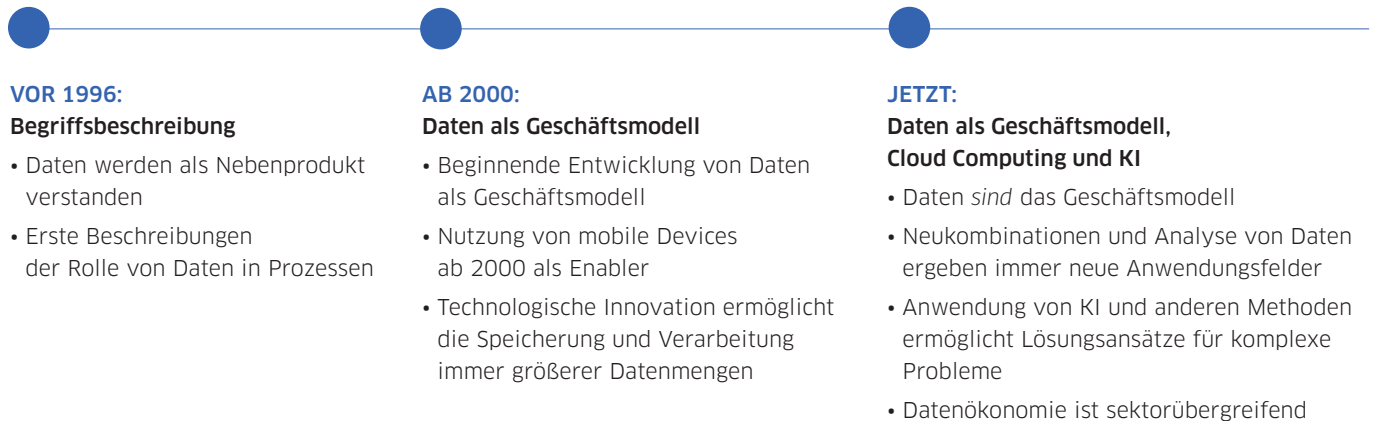 VOR 1996:
Begriffsbeschreibung
• Daten werden als Nebenprodukt
verstanden
• Erste Beschreibungen
der Rolle von Daten in Prozessen
AB 2000:
Daten als Geschäftsmodell
• Beginnende Entwicklung von Daten
als Geschäftsmodell
• Nutzung von mobile Devices
ab 2000 als Enabler
• Technologische Innovation ermöglicht
die Speicherung und Verarbeitung
immer größerer Datenmengen
JETZT:
Daten als Geschäftsmodell,
Cloud Computing und KI
• Daten sind das Geschäftsmodell
• Neukombinationen und Analyse von Daten
ergeben immer neue Anwendungsfelder
• Anwendung von KI und anderen Methoden
ermöglicht Lösungsansätze für komplexe
Probleme
• Datenökonomie ist sektorübergreifend